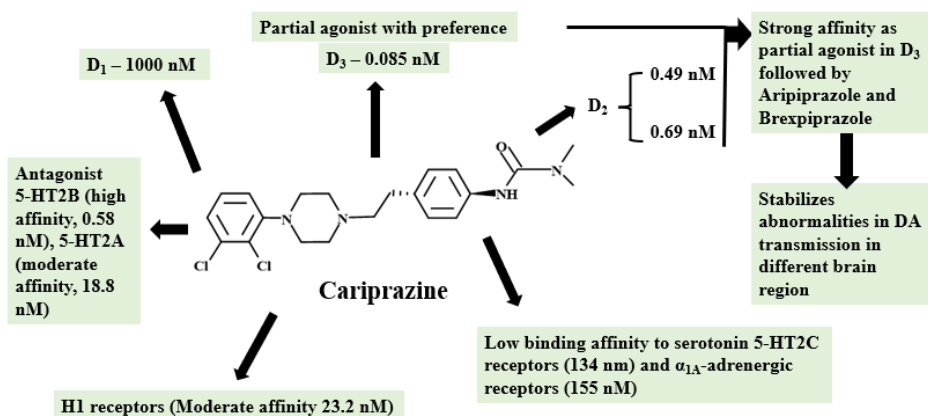 Partial agonist with preference
D₃ – 0.085 nM
D₁ – 1000 nM
Strong affinity as
partial agonist in D₃
followed by
Aripiprazole and
Brexpiprazole
D₂
0.49 nM
0.69 nM
Antagonist
5-HT2B (high
affinity, 0.58
nM), 5-HT2A
(moderate
affinity, 18.8
nM)
O
N
NH
N
N
Cl
Cl
Cariprazine
Stabilizes
abnormalities in DA
transmission in
different brain
region
Low binding affinity to serotonin 5-HT2C
receptors (134 nm) and α₁A-adrenergic
receptors (155 nM)
H1 receptors (Moderate affinity 23.2 nM)